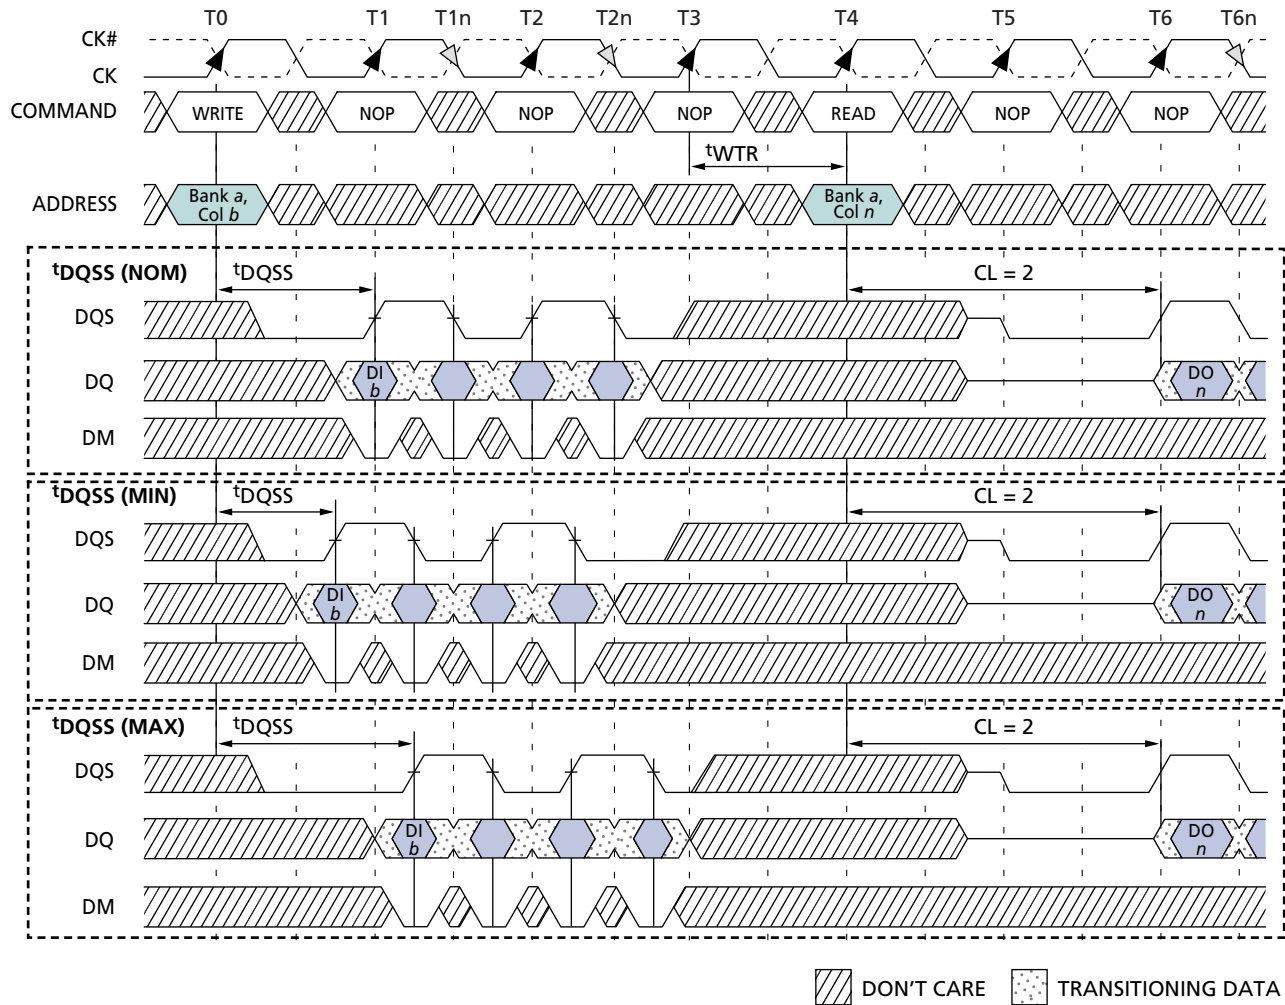 T0 T1 T1n T2 T2n T3 T4 T5 T6 T6n
CK#
CK
COMMAND WRITE NOP NOP NOP READ NOP NOP
tWTR
ADDRESS Bank a, Col b Bank a, Col n
tDQSS (NOM) tDQSS CL = 2
DQS
DQ DI b DO n
DM
tDQSS (MIN) tDQSS CL = 2
DQS
DQ DI b DO n
DM
tDQSS (MAX) tDQSS CL = 2
DQS
DQ DI b DO n
DM
DON'T CARE TRANSITIONING DATA